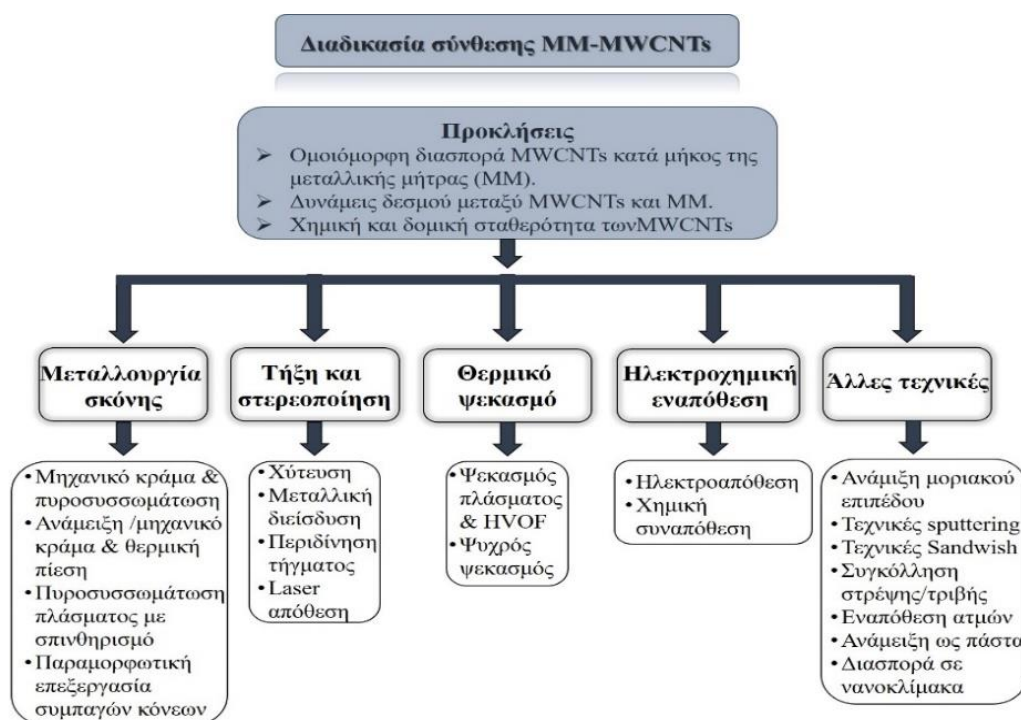 Διαδικασία σύνθεσης MM-MWCNTs
Προκλήσεις
➢ Ομοιόμορφη διασπορά MWCNTs κατά μήκος της
μεταλλικής μήτρας (ΜΜ).
➢ Δυνάμεις δεσμού μεταξύ MWCNTs και ΜΜ.
➢ Χημική και δομική σταθερότητα τωνMWCNTs
Μεταλλουργία
σκόνης
• Μηχανικό κράμα &
πυροσυσσωμάτωση
• Ανάμειξη /μηχανικό
κράμα & θερμική
πίεση
• Πυροσυσσωμάτωση
πλάσματος με
σπινθηρισμό
• Παραμορφωτική
επεξεργασία
συμπαγών κόνεων
Τήξη και
στερεοποίηση
• Χύτευση
• Μεταλλική
διείσδυση
• Περιδίνηση
τήγματος
• Laser
απόθεση
Θερμικό
ψεκασμό
• Ψεκασμός
πλάσματος
& HVOF
• Ψυχρός
ψεκασμός
Ηλεκτροχημική
εναπόθεση
• Ηλεκτροαπόθεση
• Χημική
συναπόθεση
Άλλες τεχνικές
• Ανάμιξη μοριακού
επιπέδου
• Τεχνικές sputtering
• Τεχνικές Sandwish
• Συγκόλληση
στρέψης/τριβής
• Εναπόθεση ατμών
• Ανάμειξη ως πάστα
• Διασπορά σε
νανοκλίμακα